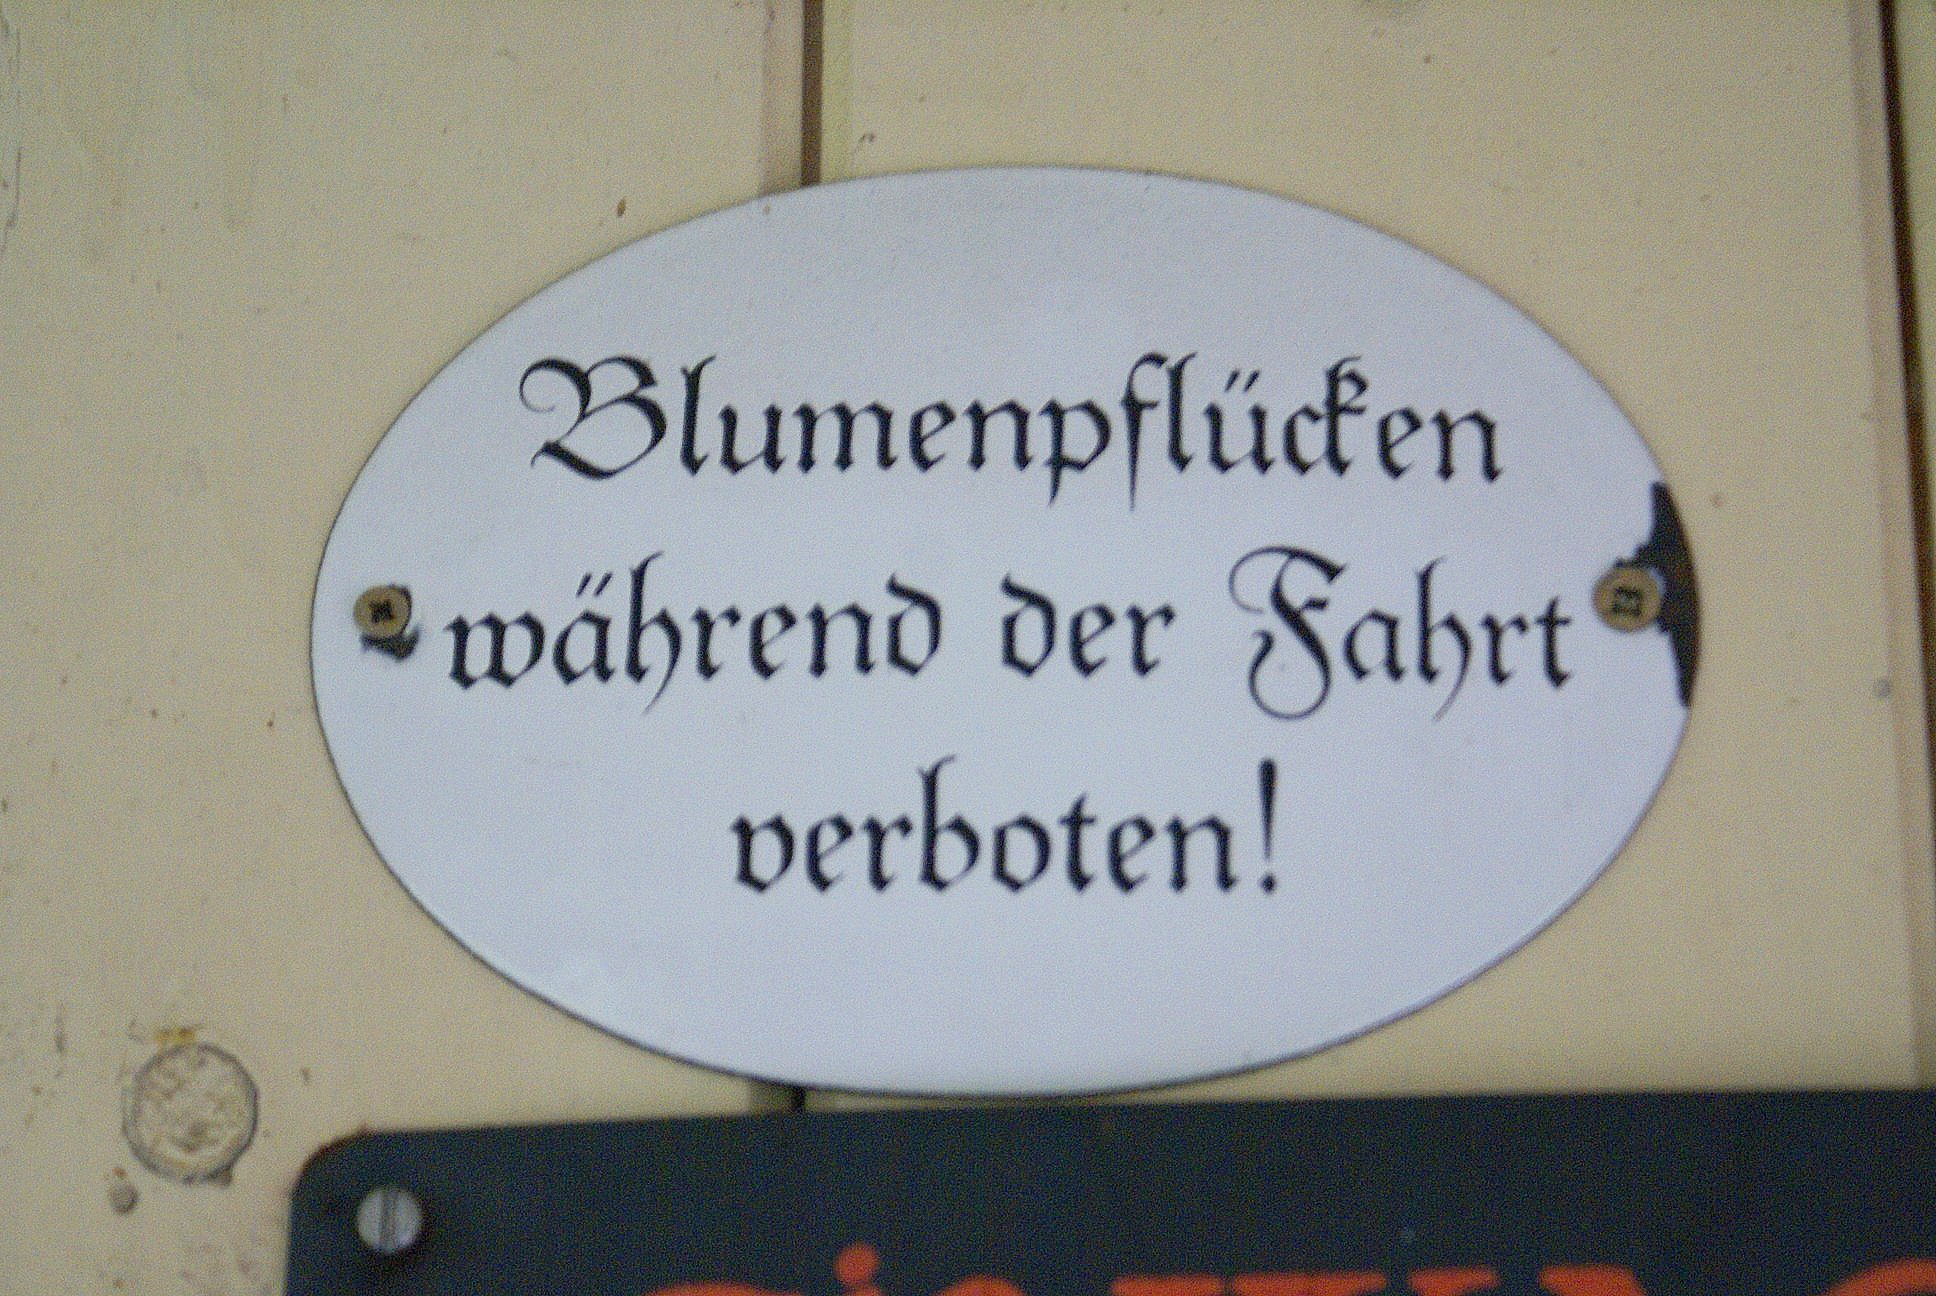 Blumenpflücken
während der Fahrt
verboten!